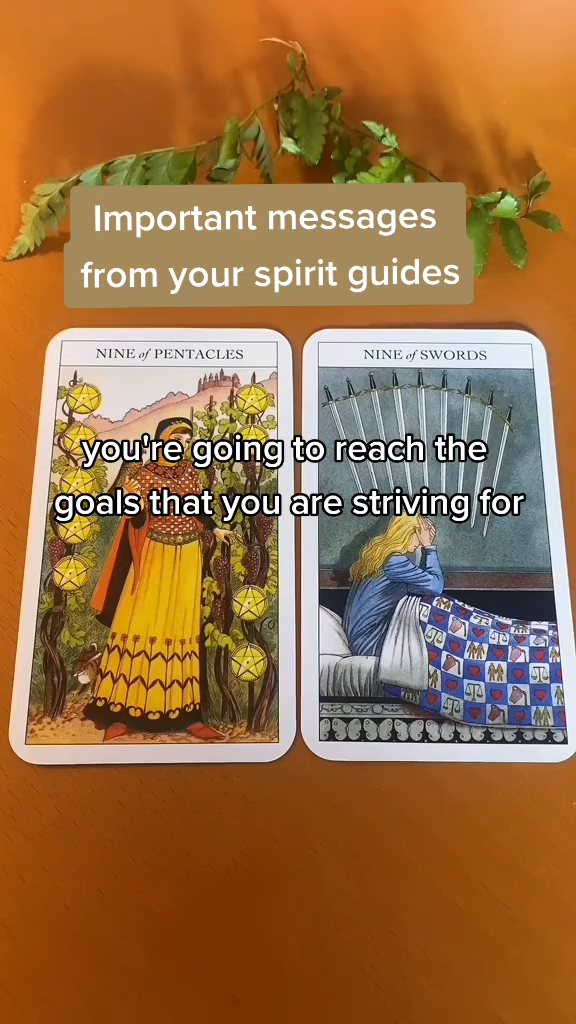 Important messages
from your spirit guides
NINE of PENTACLES
NINE of SWORDS
you're going to reach the
goals that you are striving for